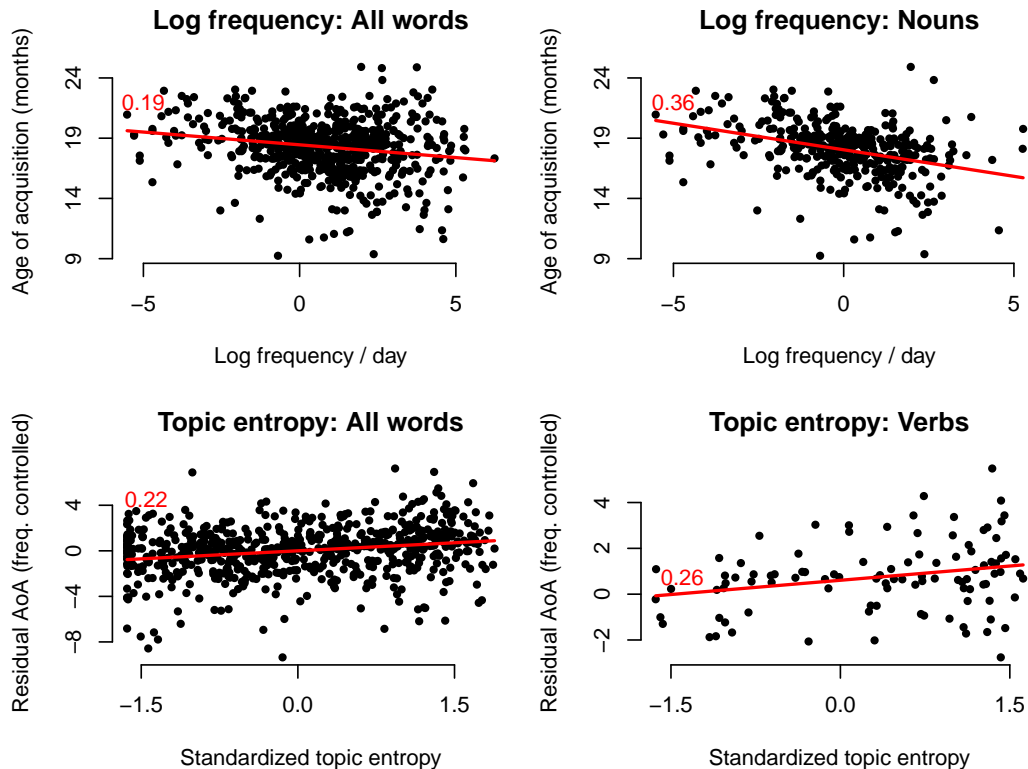 Log frequency: All words
Age of acquisition (months)
24
19
14
9
0.19
−5
0
5
Log frequency / day
Log frequency: Nouns
Age of acquisition (months)
24
19
14
9
0.36
−5
0
5
Log frequency / day
Topic entropy: All words
Residual AoA (freq. controlled)
4
0
−4
−8
0.22
−1.5
0.0
1.5
Standardized topic entropy
Topic entropy: Verbs
Residual AoA (freq. controlled)
4
2
0
−2
0.26
−1.5
0.0
1.5
Standardized topic entropy